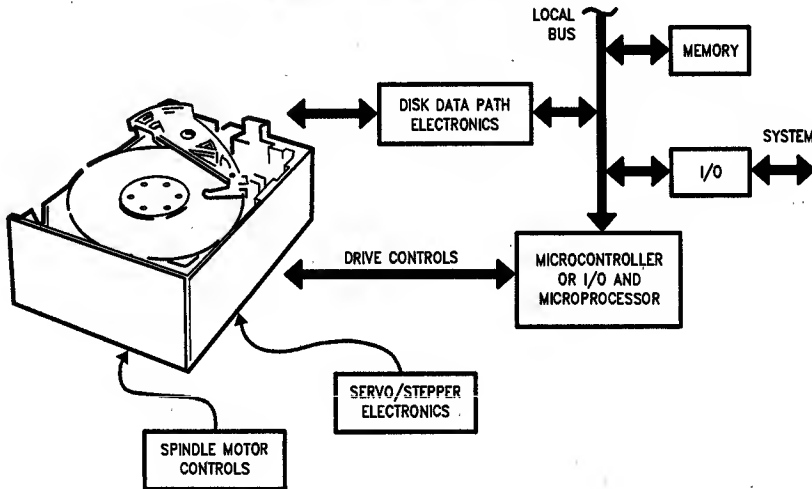 LOCAL
BUS
MEMORY
DISK DATA PATH
ELECTRONICS
SYSTEM
I/O
DRIVE CONTROLS
MICROCONTROLLER
OR I/O AND
MICROPROCESSOR
SERVO/STEPPER
ELECTRONICS
SPINDLE MOTOR
CONTROLS